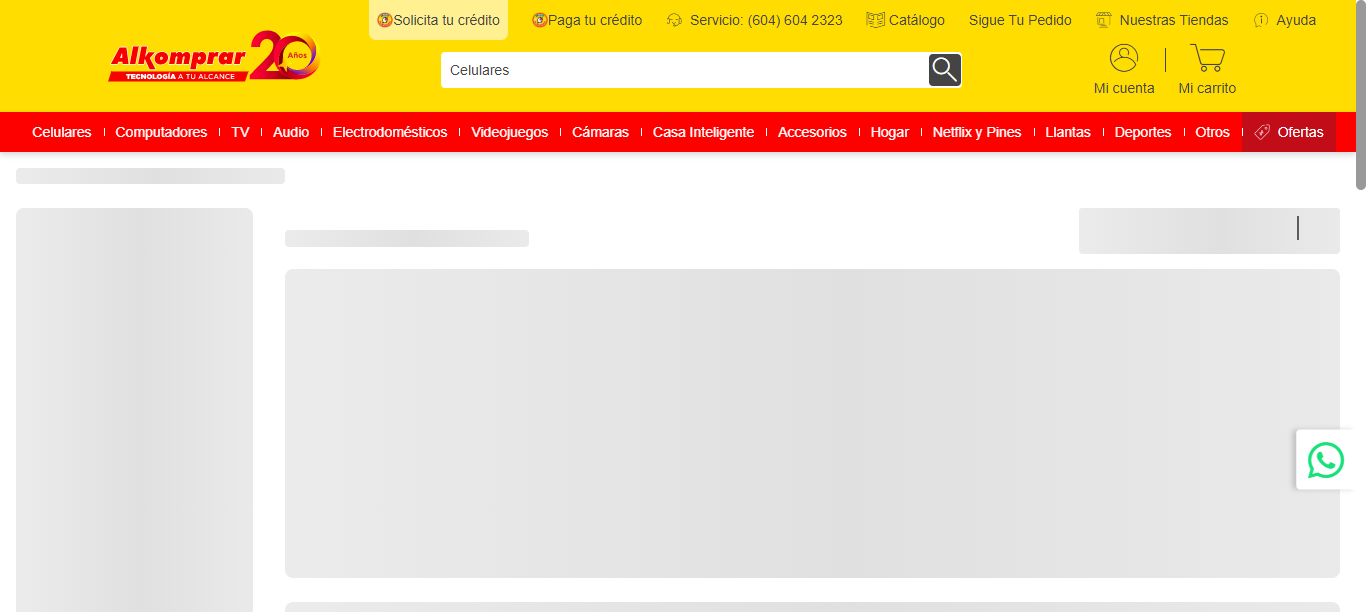 Solicita tu crédito
Paga tu crédito
Servicio: (604) 604 2323
Catálogo
Sigue Tu Pedido
Nuestras Tiendas
Ayuda
Alkomprar 20 Años
TECNOLOGÍA A TU ALCANCE
Celulares
Mi cuenta
Mi carrito
Celulares
Computadores
TV
Audio
Electrodomésticos
Videojuegos
Cámaras
Casa Inteligente
Accesorios
Hogar
Netflix y Pines
Llantas
Deportes
Otros
Ofertas